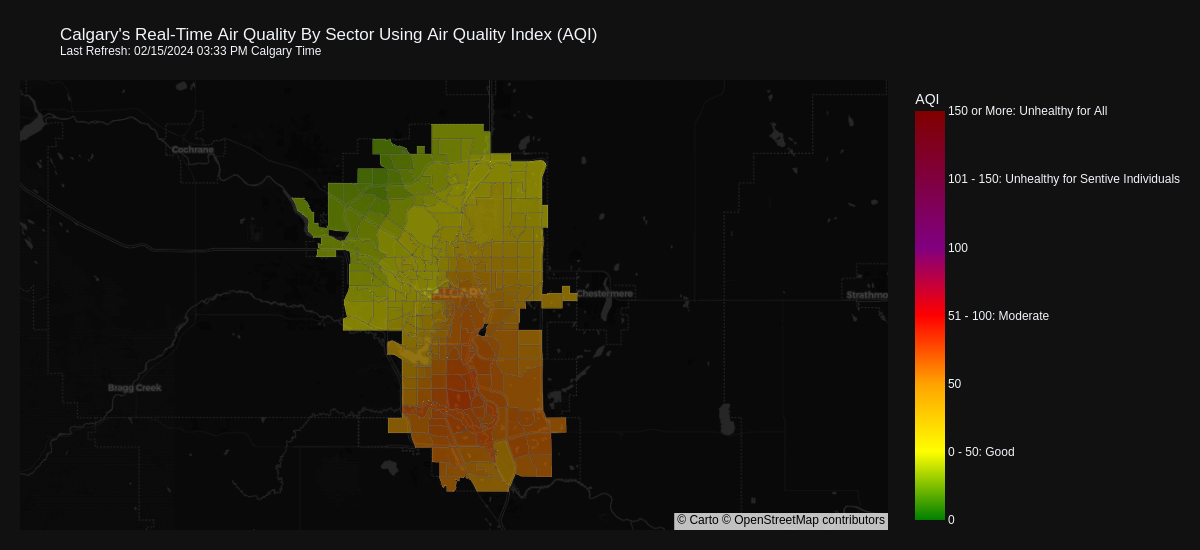 Calgary's Real-Time Air Quality By Sector Using Air Quality Index (AQI)
Last Refresh: 02/15/2024 03:33 PM Calgary Time
AQI
150 or More: Unhealthy for All
Cochrane
101 - 150: Unhealthy for Sentive Individuals
100
CALGARY
Chestermere
Strathmo
51 - 100: Moderate
Bragg Creek
50
0 - 50: Good
© Carto © OpenStreetMap contributors
0